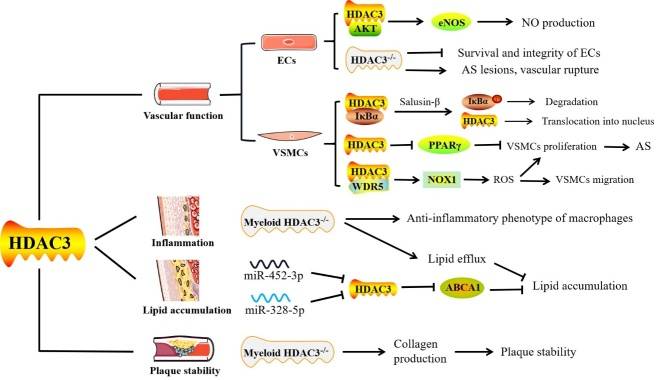 HDAC3
AKT
eNOS
NO production
ECs
HDAC3-/-
Survival and integrity of ECs
AS lesions, vascular rupture
Vascular function
HDAC3
IκBα
Salusin-β
IκBα
Degradation
HDAC3
Translocation into nucleus
VSMCs
HDAC3
PPARγ
VSMCs proliferation
AS
HDAC3
WDR5
NOX1
ROS
VSMCs migration
HDAC3
Inflammation
Myeloid HDAC3-/-
Anti-inflammatory phenotype of macrophages
Lipid efflux
Lipid accumulation
miR-452-3p
miR-328-5p
HDAC3
ABCA1
Lipid accumulation
Plaque stability
Myeloid HDAC3-/-
Collagen
production
Plaque stability